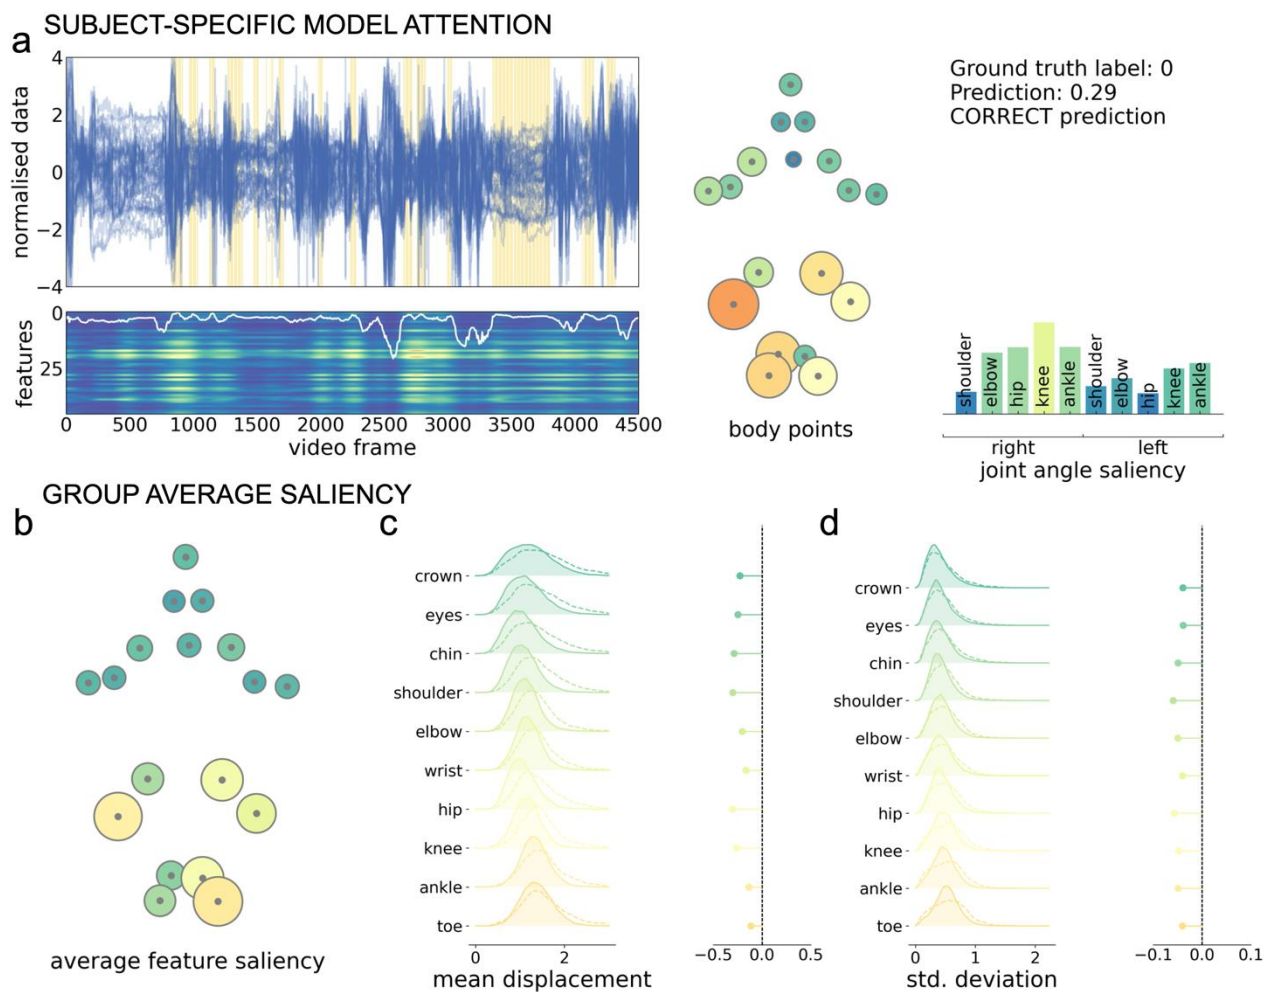 SUBJECT-SPECIFIC MODEL ATTENTION
a
4
2
0
−2
−4
normalised data
0
25
features
0 500 1000 1500 2000 2500 3000 3500 4000 4500
video frame
body points
Ground truth label: 0
Prediction: 0.29
CORRECT prediction
shoulder
elbow
hip
knee
ankle
shoulder
elbow
hip
knee
ankle
right left
joint angle saliency
GROUP AVERAGE SALIENCY
b
average feature saliency
c
crown
eyes
chin
shoulder
elbow
wrist
hip
knee
ankle
toe
0 2
mean displacement
−0.5 0.0 0.5
d
crown
eyes
chin
shoulder
elbow
wrist
hip
knee
ankle
toe
0 1 2
std. deviation
−0.1 0.0 0.1